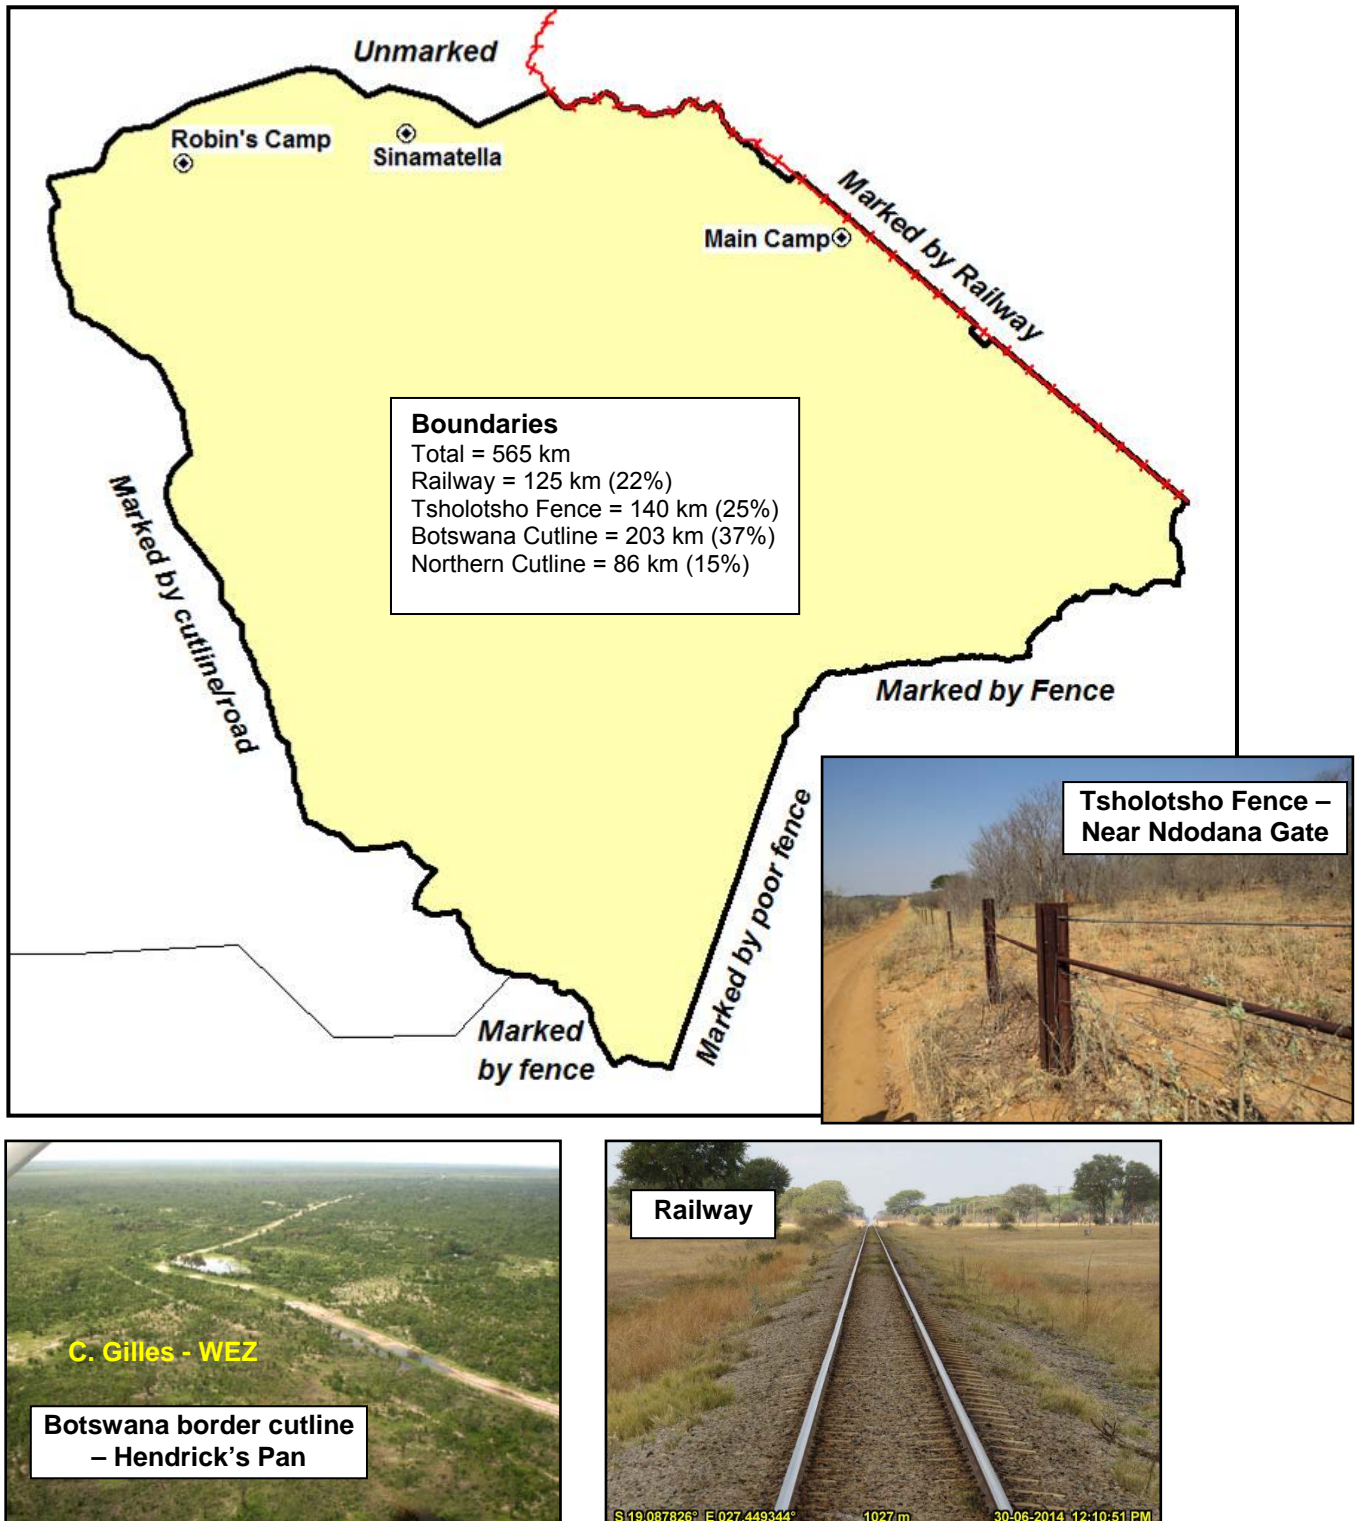 Unmarked
Robin's Camp
Sinamatella
Main Camp
Marked by Railway
Boundaries
Total = 565 km
Railway = 125 km (22%)
Tsholotsho Fence = 140 km (25%)
Botswana Cutline = 203 km (37%)
Northern Cutline = 86 km (15%)
Marked by cutline/road
Marked by Fence
Marked by poor fence
Marked
by fence
Tsholotsho Fence –
Near Ndodana Gate
C. Gilles - WEZ
Botswana border cutline
– Hendrick's Pan
Railway
S 19.087826° E 027.449344° 1027 m 30-06-2014 12:10:51 PM